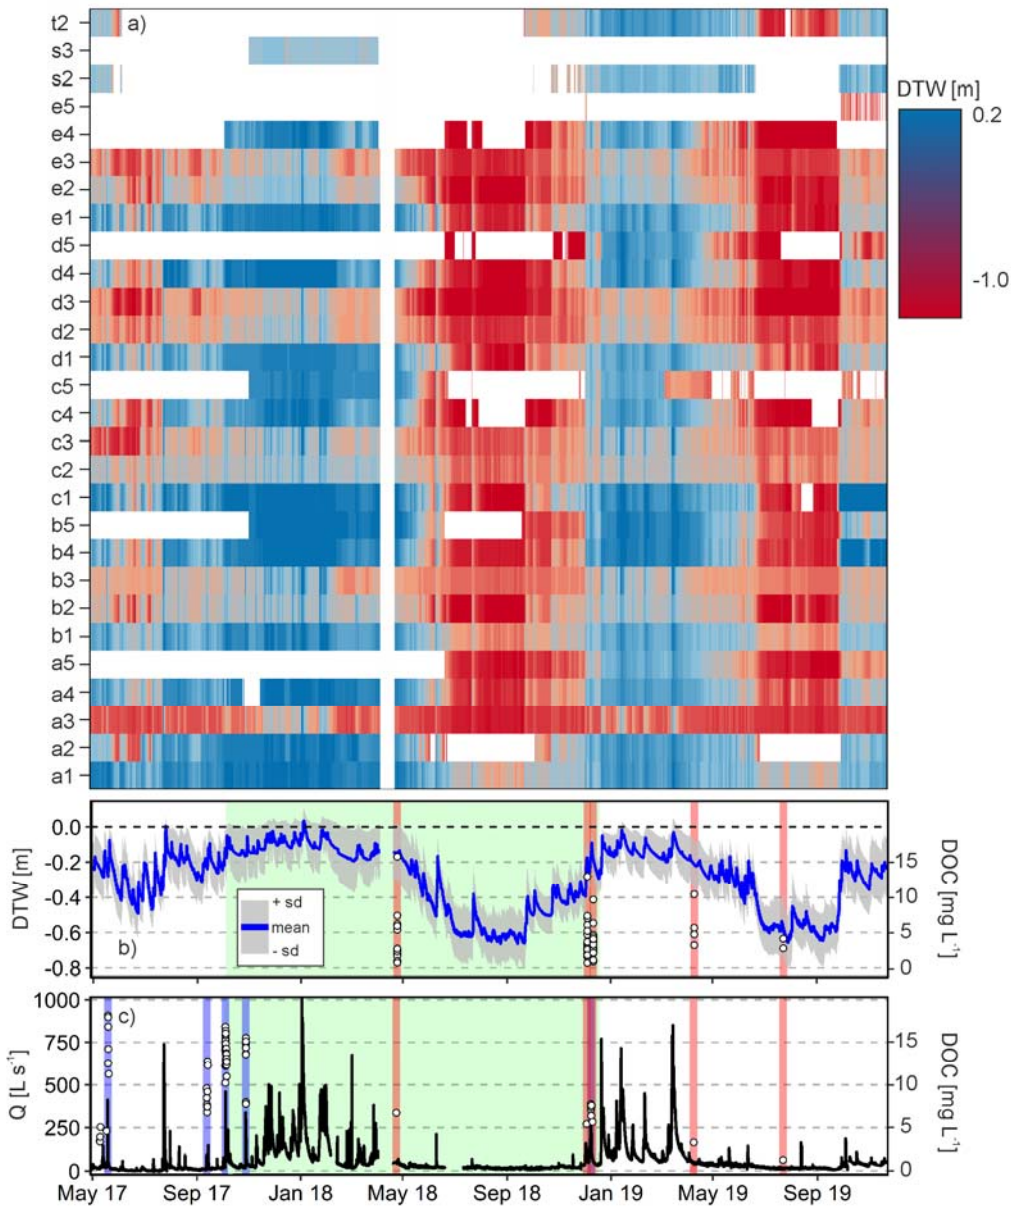 a)
t2
s3
s2
e5
e4
e3
e2
e1
d5
d4
d3
d2
d1
c5
c4
c3
c2
c1
b5
b4
b3
b2
b1
a5
a4
a3
a2
a1
DTW [m]
0.2
-1.0
b)
DTW [m]
0.0
-0.2
-0.4
-0.6
-0.8
+ sd
mean
- sd
15
10
5
0
DOC [mg L⁻¹]
c)
Q [L s⁻¹]
1000
750
500
250
0
15
10
5
0
DOC [mg L⁻¹]
May 17 Sep 17 Jan 18 May 18 Sep 18 Jan 19 May 19 Sep 19